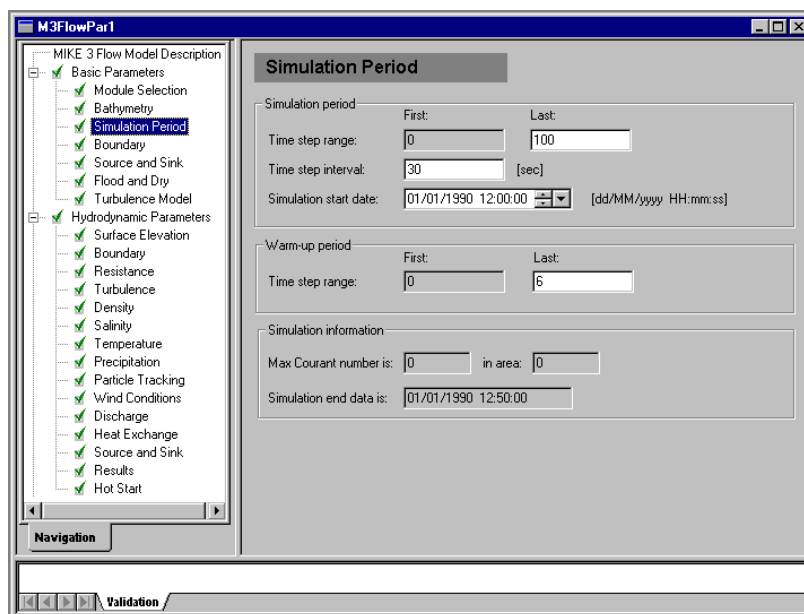 M3FlowPar1
MIKE 3 Flow Model Description
Basic Parameters
Module Selection
Bathymetry
Simulation Period
Boundary
Source and Sink
Flood and Dry
Turbulence Model
Hydrodynamic Parameters
Surface Elevation
Boundary
Resistance
Turbulence
Density
Salinity
Temperature
Precipitation
Particle Tracking
Wind Conditions
Discharge
Heat Exchange
Source and Sink
Results
Hot Start
Navigation
Simulation Period
Simulation period
First: Last:
Time step range: 0 100
Time step interval: 30 [sec]
Simulation start date: 01/01/1990 12:00:00 [dd/MM/yyyy HH:mm:ss]
Warm-up period
First: Last:
Time step range: 0 6
Simulation information
Max Courant number is: 0 in area: 0
Simulation end data is: 01/01/1990 12:50:00
Validation